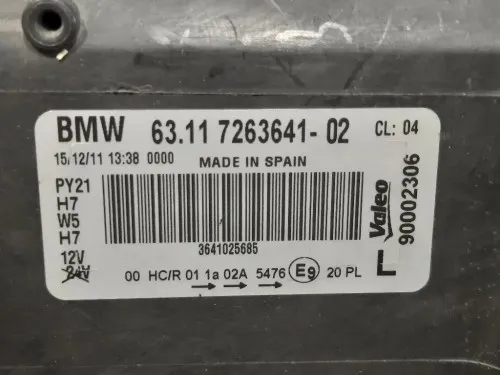 BMW 63.11 7263641-02 CL: 04
15/12/11 13:38 0000 MADE IN SPAIN
PY21
H7
W5
H7
12V
24V
3641025685
00 HC/R 01 1a 02A 5476 E9 20 PL
Valeo
90002306
L